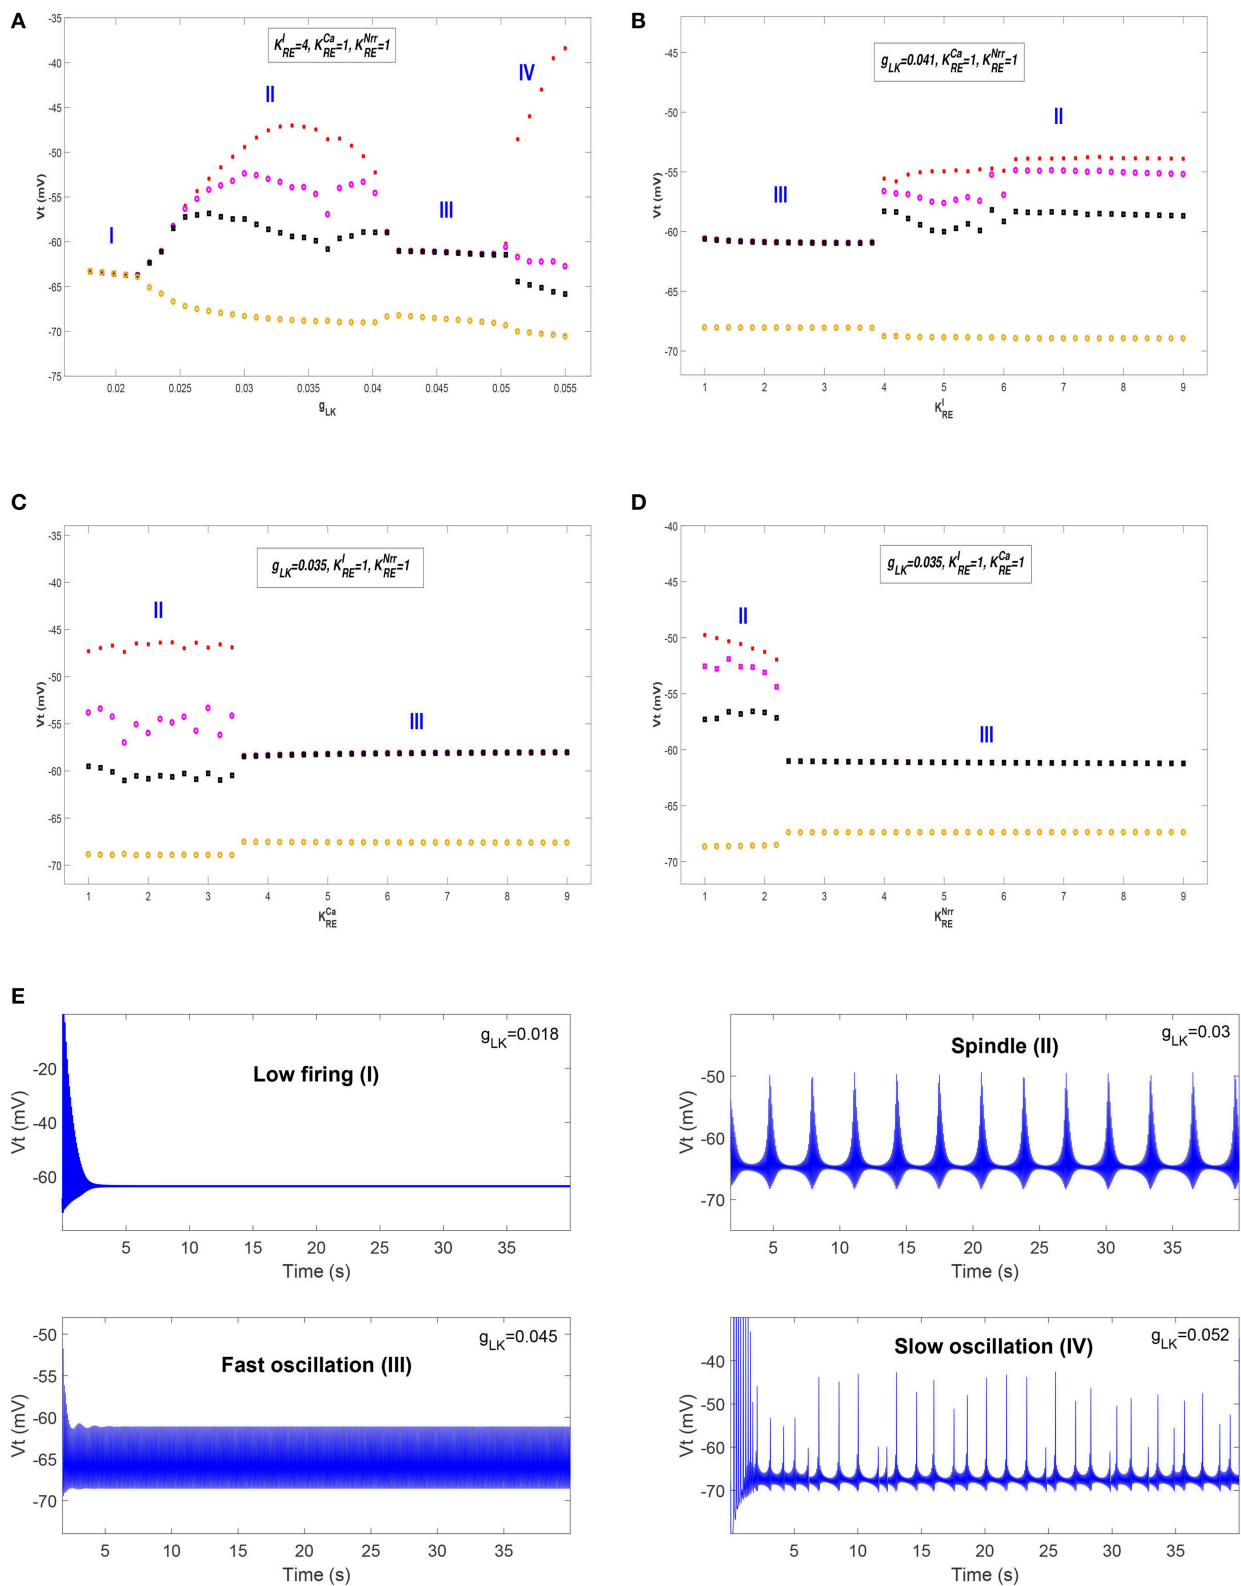 A
K^I_RE=4, K^Ca_RE=1, K^Nrr_RE=1
-35
-40
-45
-50
-55
-60
-65
-70
-75
Vt (mV)
I
II
III
IV
0.02
0.025
0.03
0.035
0.04
0.045
0.05
0.055
g_LK
B
g_LK=0.041, K^Ca_RE=1, K^Nrr_RE=1
-45
-50
-55
-60
-65
-70
Vt (mV)
III
II
1
2
3
4
5
6
7
8
9
K^I_RE
C
g_LK=0.035, K^I_RE=1, K^Nrr_RE=1
-35
-40
-45
-50
-55
-60
-65
-70
Vt (mV)
II
III
1
2
3
4
5
6
7
8
9
K^Ca_RE
D
g_LK=0.035, K^I_RE=1, K^Ca_RE=1
-40
-45
-50
-55
-60
-65
-70
Vt (mV)
II
III
1
2
3
4
5
6
7
8
9
K^Nrr_RE
E
g_LK=0.018
Low firing (I)
-20
-40
-60
Vt (mV)
5
10
15
20
25
30
35
Time (s)
g_LK=0.03
Spindle (II)
-50
-60
-70
Vt (mV)
5
10
15
20
25
30
35
Time (s)
g_LK=0.045
Fast oscillation (III)
-50
-55
-60
-65
-70
Vt (mV)
5
10
15
20
25
30
35
Time (s)
g_LK=0.052
Slow oscillation (IV)
-40
-50
-60
-70
Vt (mV)
5
10
15
20
25
30
35
Time (s)